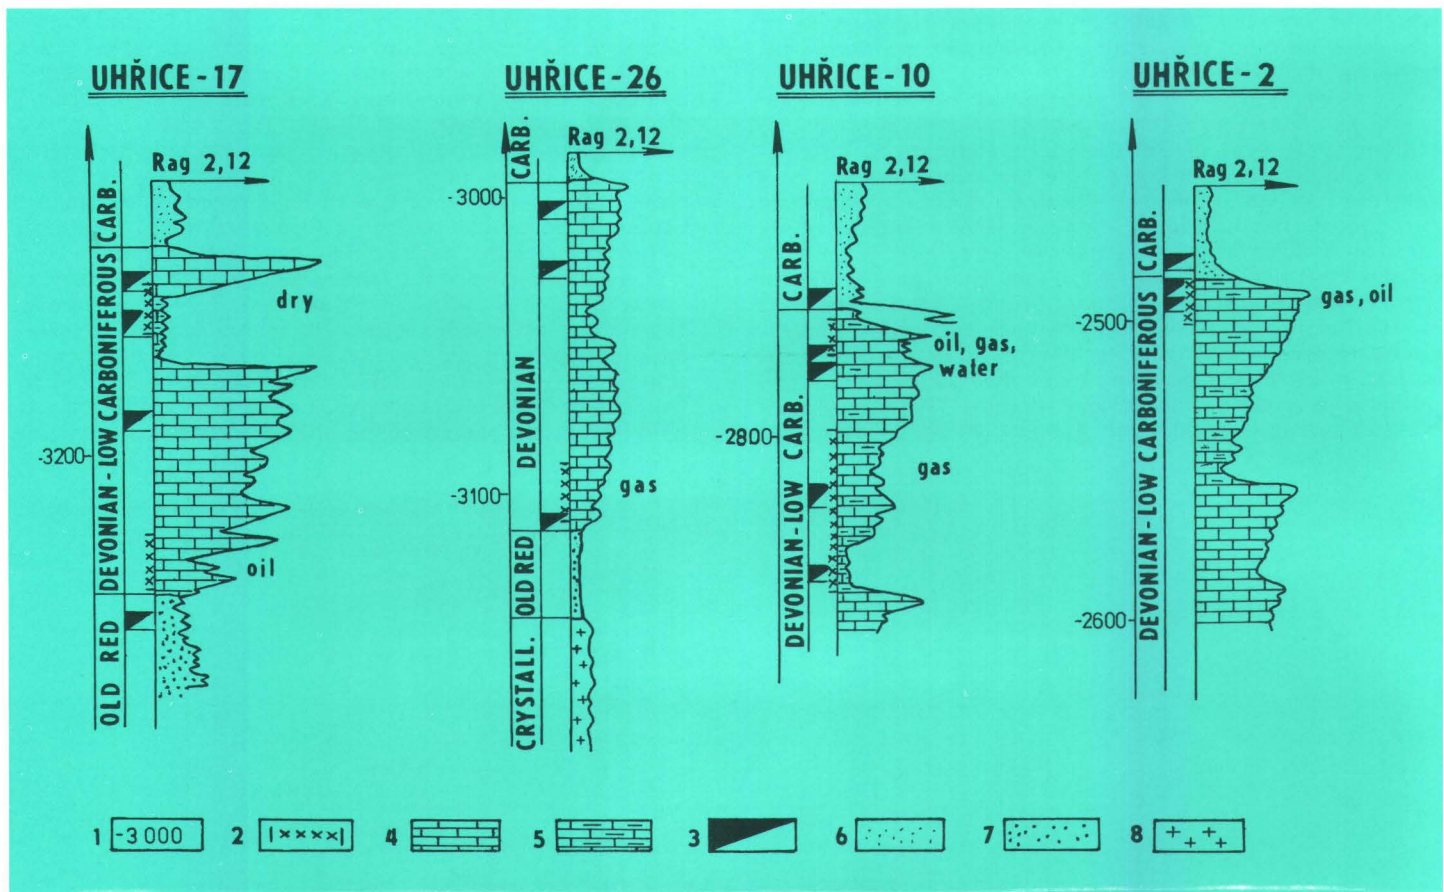 UHŘICE-17
Rag 2,12
CARB.
DEVONIAN-LOW CARBONIFEROUS
OLD RED
-3200
dry
oil
UHŘICE-26
Rag 2,12
CARB.
DEVONIAN
OLD RED
CRYSTALL.
-3000
-3100
gas
UHŘICE-10
Rag 2,12
CARB.
DEVONIAN-LOW CARB.
-2800
oil, gas,
water
gas
UHŘICE-2
Rag 2,12
CARB.
DEVONIAN-LOW CARBONIFEROUS
-2500
-2600
gas, oil
1 -3 000 2 4 5 3 6 7 8